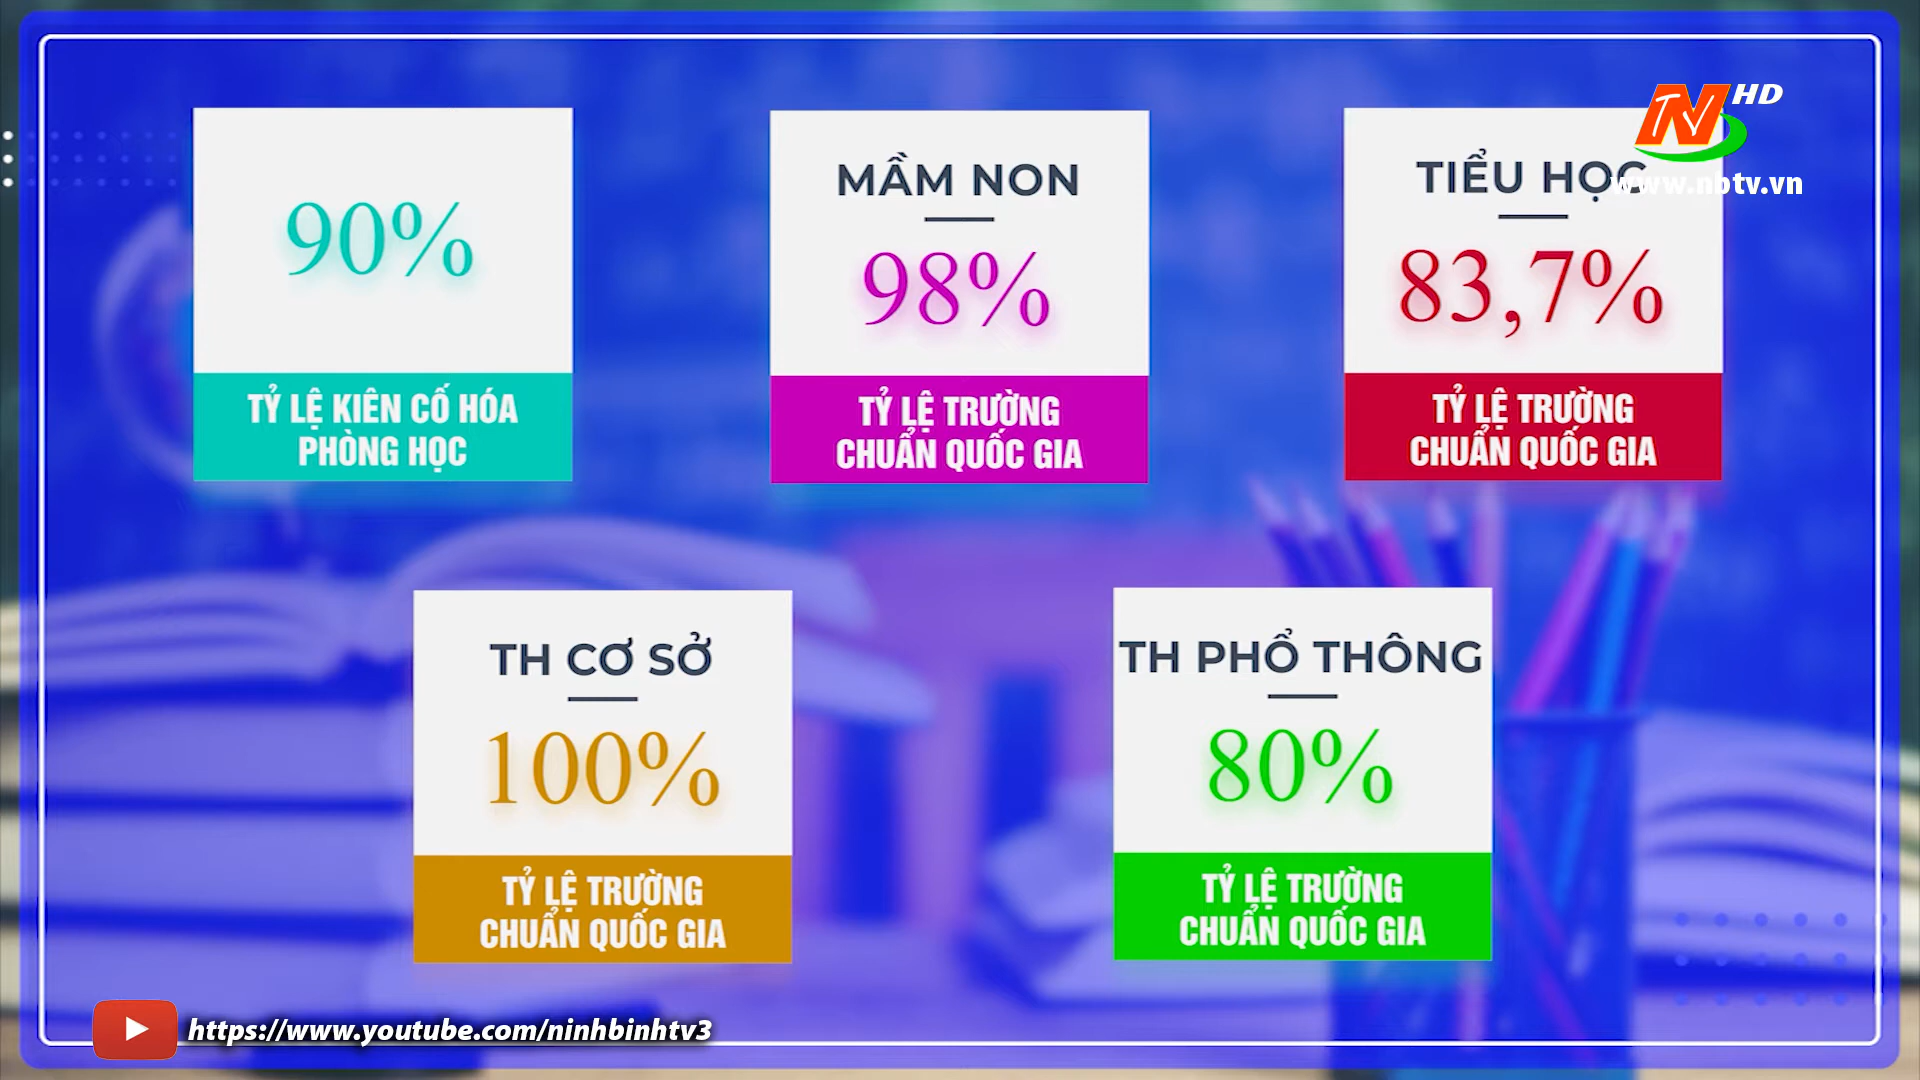 90%
TỶ LỆ KIÊN CỐ HÓA
PHÒNG HỌC
MẦM NON
98%
TỶ LỆ TRƯỜNG
CHUẨN QUỐC GIA
TIỂU HỌC
83,7%
TỶ LỆ TRƯỜNG
CHUẨN QUỐC GIA
HD
www.nbtv.vn
TH CƠ SỞ
100%
TỶ LỆ TRƯỜNG
CHUẨN QUỐC GIA
TH PHỔ THÔNG
80%
TỶ LỆ TRƯỜNG
CHUẨN QUỐC GIA
https://www.youtube.com/ninhbinhtv3